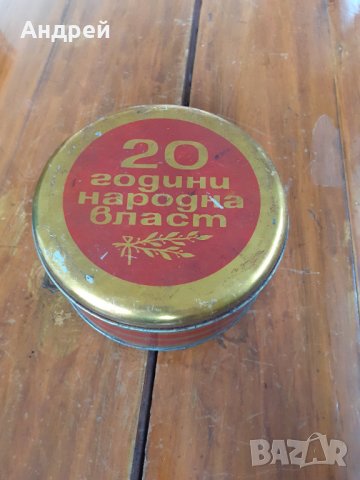 Андрей
20
години
народна
власт
BAZAR